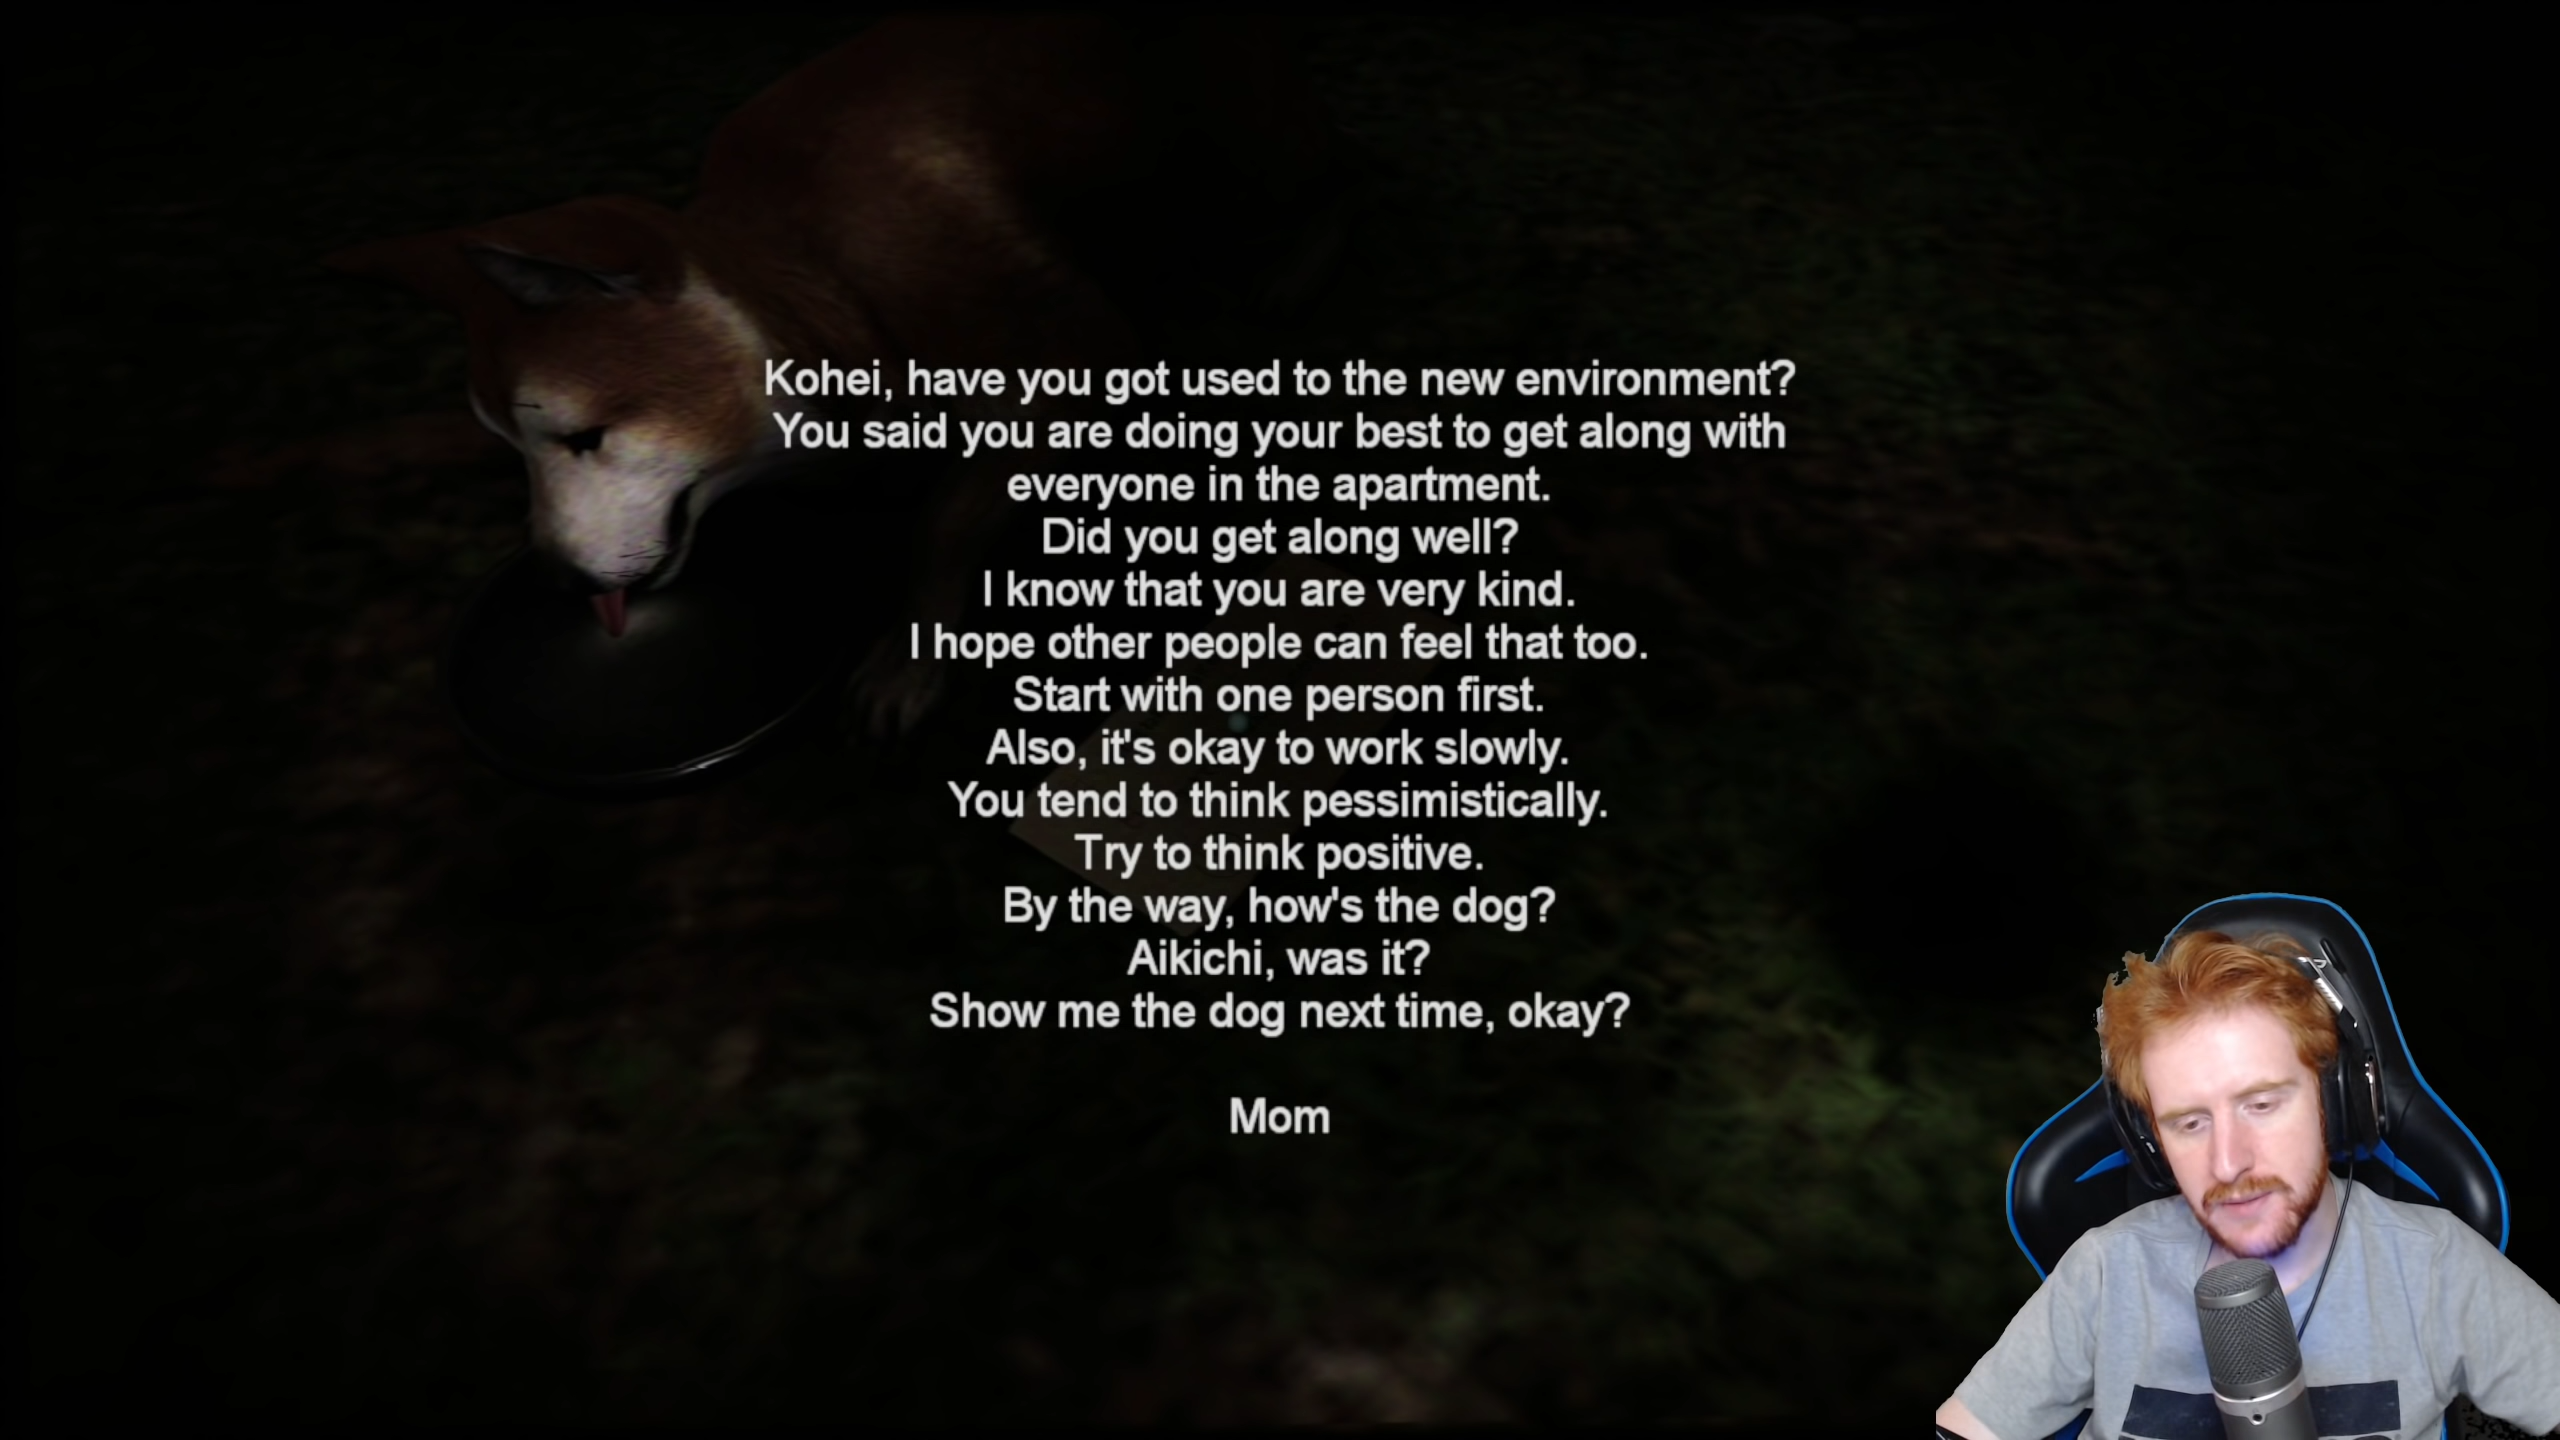 Kohei, have you got used to the new environment?
You said you are doing your best to get along with
everyone in the apartment.
Did you get along well?
I know that you are very kind.
I hope other people can feel that too.
Start with one person first.
Also, it's okay to work slowly.
You tend to think pessimistically.
Try to think positive.
By the way, how's the dog?
Aikichi, was it?
Show me the dog next time, okay?
Mom